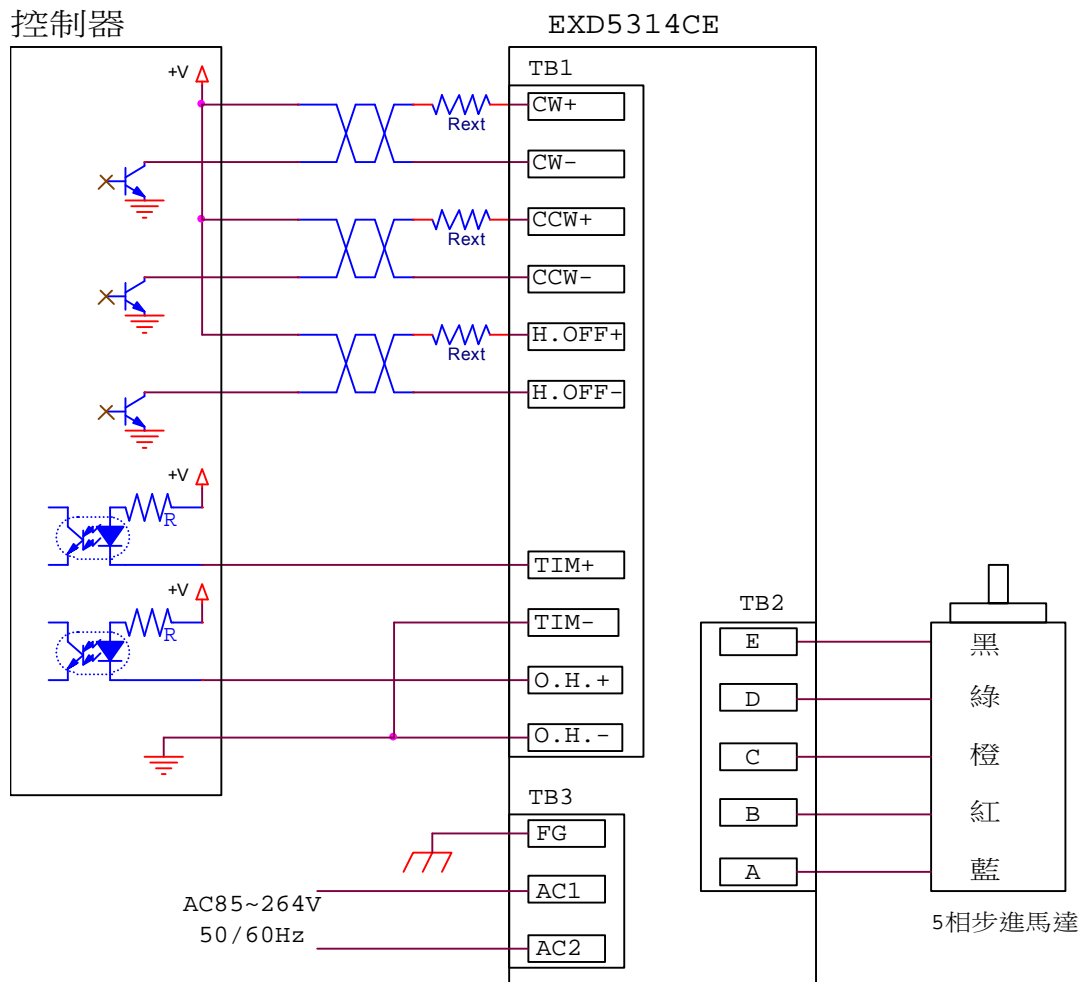 控制器
EXD5314CE
TB1
+V
CW+
Rext
CW-
CCW+
Rext
CCW-
H.OFF+
Rext
H.OFF-
+V
R
TIM+
+V
R
TIM-
O.H.+
O.H.-
TB2
E
黑
D
綠
C
橙
B
紅
A
藍
5相步進馬達
TB3
FG
AC1
AC85~264V
50/60Hz
AC2